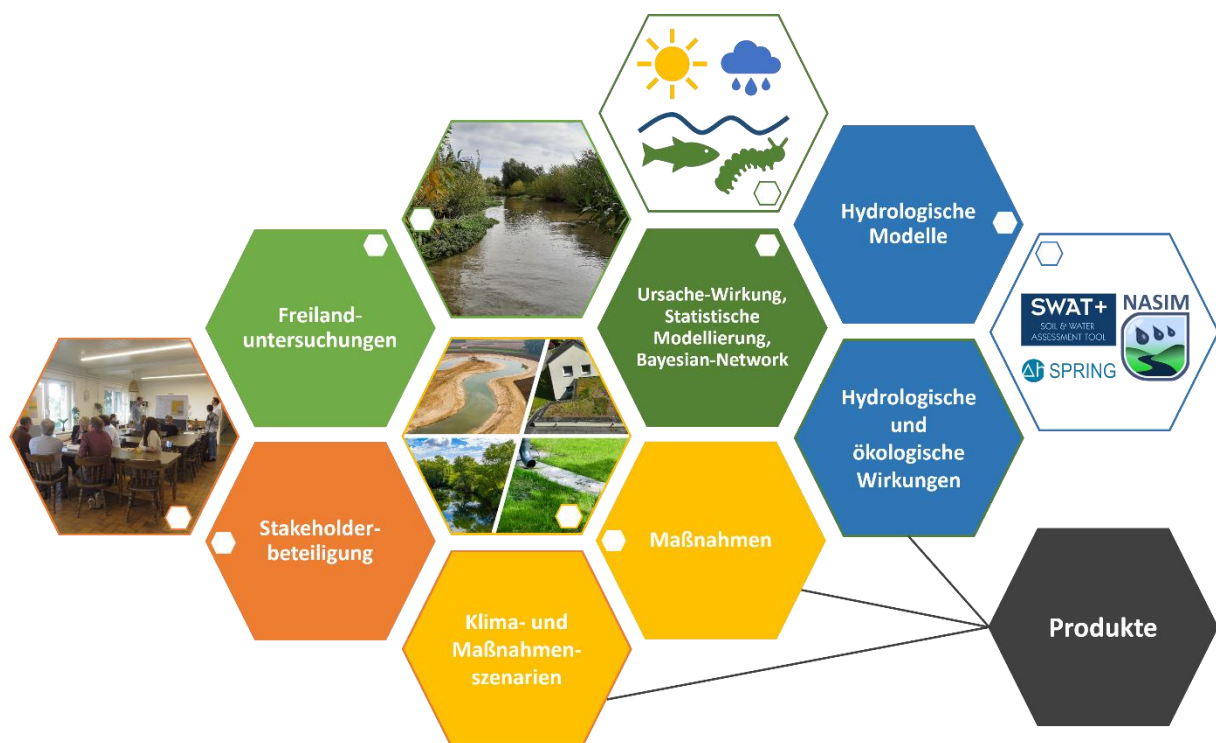 Hydrologische
Modelle
Freiland-
untersuchungen
Ursache-Wirkung,
Statistische
Modellierung,
Bayesian-Network
SWAT+
SOIL & WATER
ASSESSMENT TOOL
NASIM
Δh SPRING
Hydrologische
und
ökologische
Wirkungen
Stakeholder-
beteiligung
Maßnahmen
Klima- und
Maßnahmen-
szenarien
Produkte